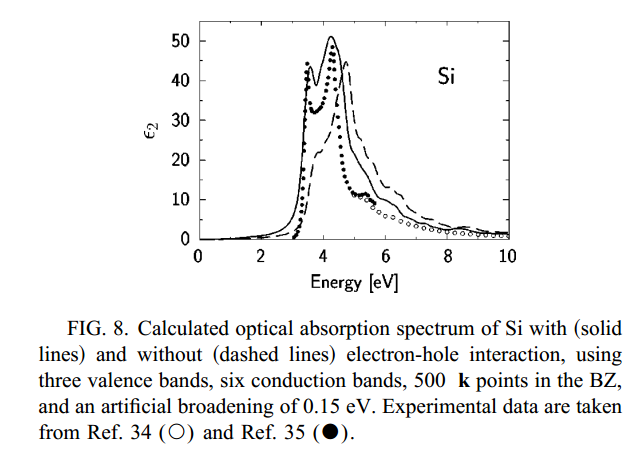 50
40
30
20
10
0
ϵ2
Si
0 2 4 6 8 10
Energy [eV]
FIG. 8. Calculated optical absorption spectrum of Si with (solid
lines) and without (dashed lines) electron-hole interaction, using
three valence bands, six conduction bands, 500 k points in the BZ,
and an artificial broadening of 0.15 eV. Experimental data are taken
from Ref. 34 (○) and Ref. 35 (●).